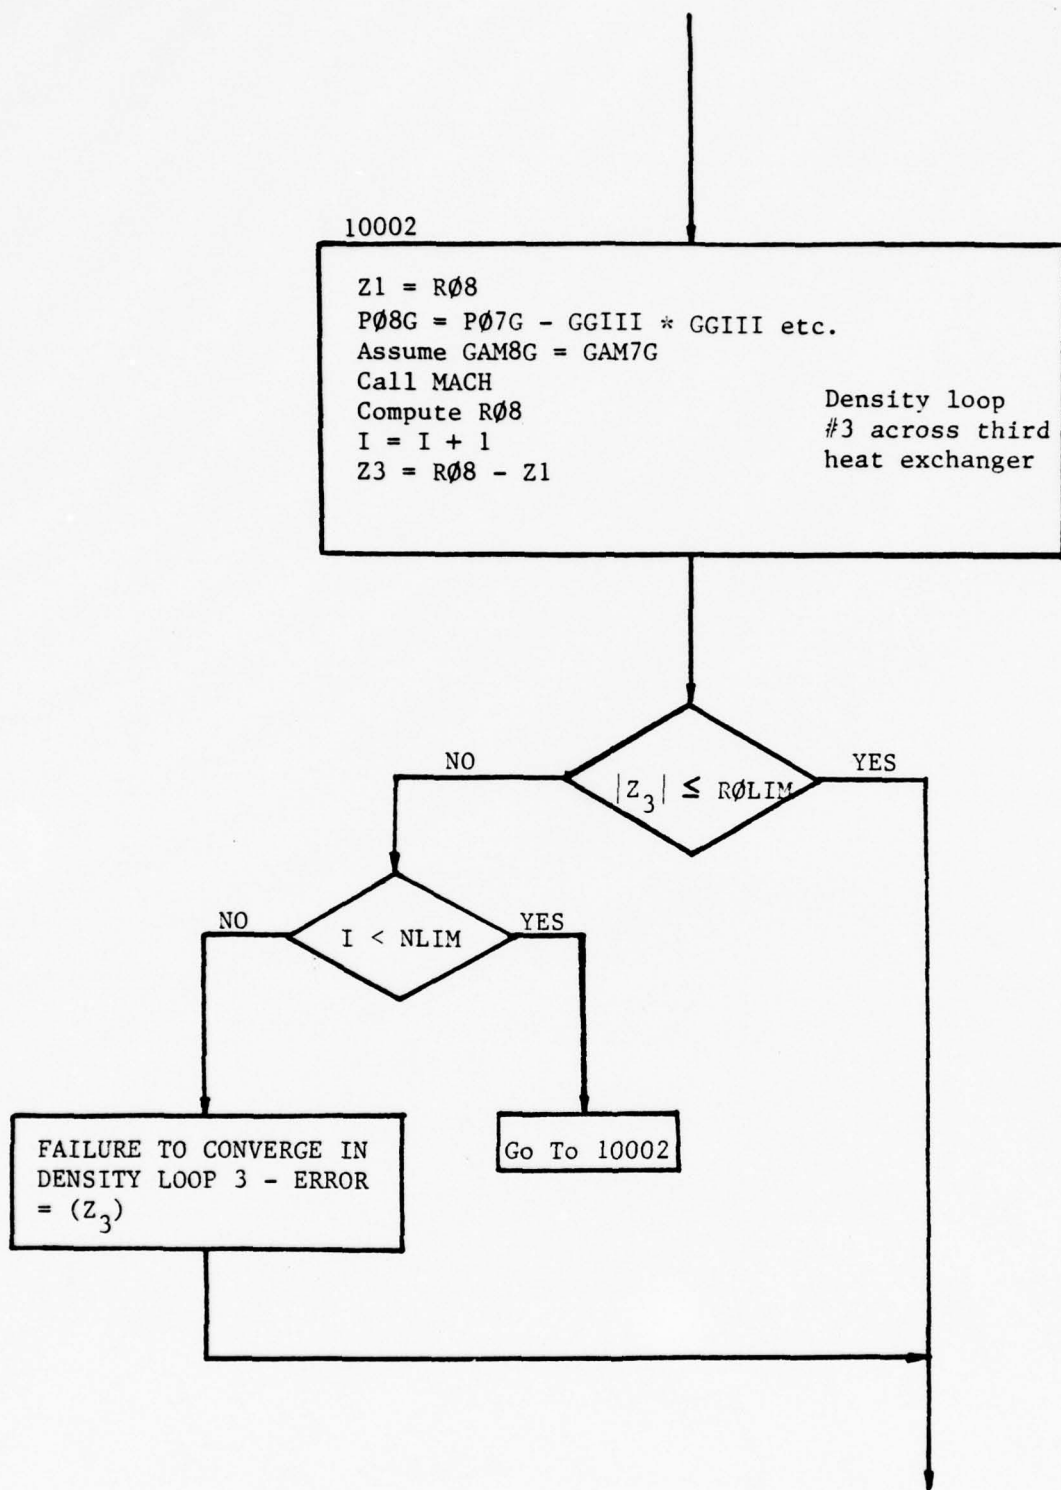 10002
Z1 = RØ8
PØ8G = PØ7G - GGIII * GGIII etc.
Assume GAM8G = GAM7G
Call MACH
Compute RØ8
I = I + 1
Z3 = RØ8 - Z1
Density loop
#3 across third
heat exchanger
NO
|Z₃| ≤ RØLIM
YES
NO
I < NLIM
YES
FAILURE TO CONVERGE IN
DENSITY LOOP 3 - ERROR
= (Z₃)
Go To 10002